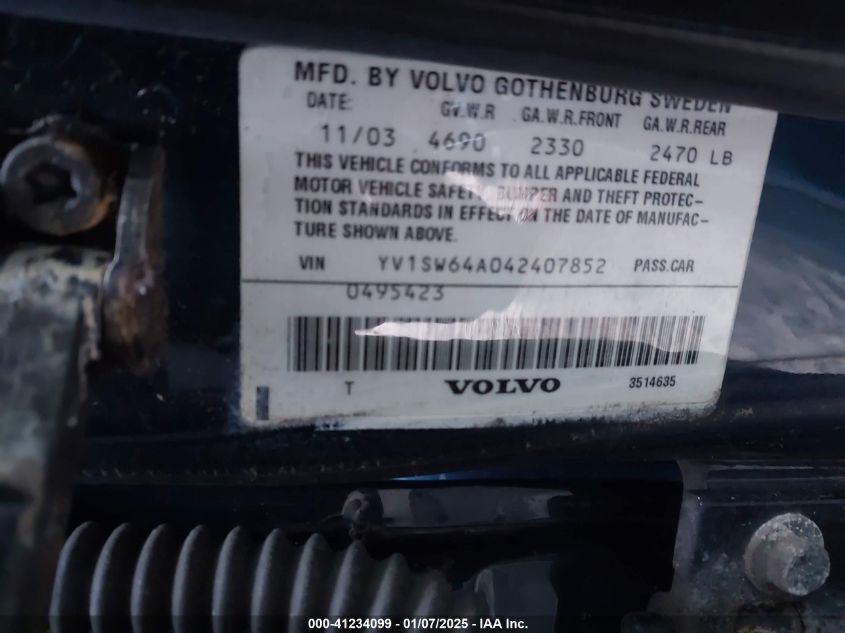 MFD. BY VOLVO GOTHENBURG SWEDEN
DATE: GV.W.R GA.W.R.FRONT GA.W.R.REAR
11/03 4690 2330 2470 LB
THIS VEHICLE CONFORMS TO ALL APPLICABLE FEDERAL
MOTOR VEHICLE SAFETY, BUMPER AND THEFT PROTEC-
TION STANDARDS IN EFFECT ON THE DATE OF MANUFAC-
TURE SHOWN ABOVE.
VIN YV1SW64A042407852 PASS.CAR
0495423
T VOLVO 3514635
000-41234099 - 01/07/2025 - IAA Inc.